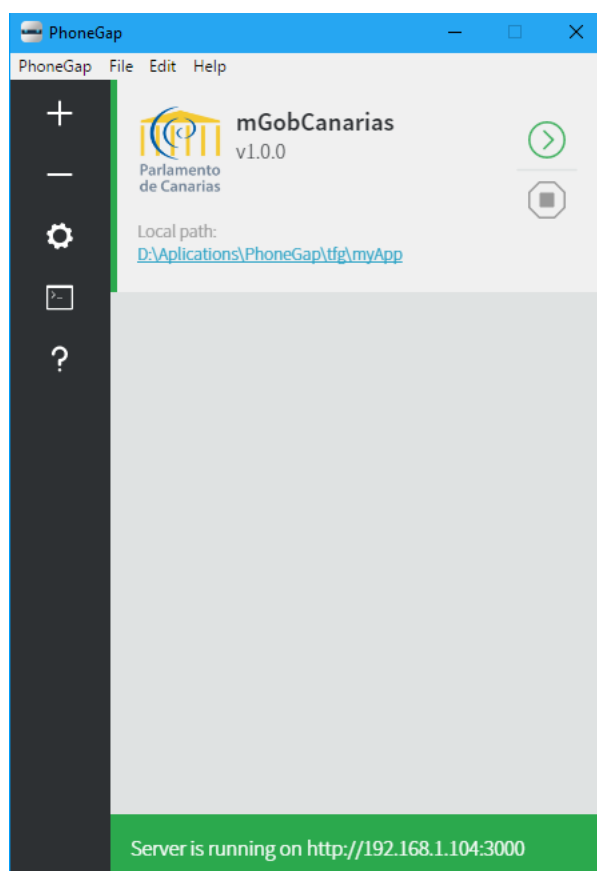 PhoneGap
PhoneGap File Edit Help
mGobCanarias
v1.0.0
Parlamento
de Canarias
Local path:
D:\Aplications\PhoneGap\tfg\myApp
Server is running on http://192.168.1.104:3000